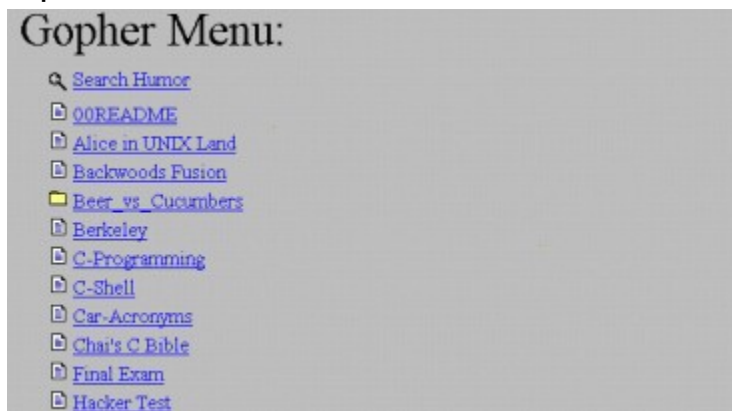 Gopher Menu:
Search Humor
00README
Alice in UNIX Land
Backwoods Fusion
Beer_vs_Cucumbers
Berkeley
C-Programming
C-Shell
Car-Acronyms
Chai's C Bible
Final Exam
Hacker Test